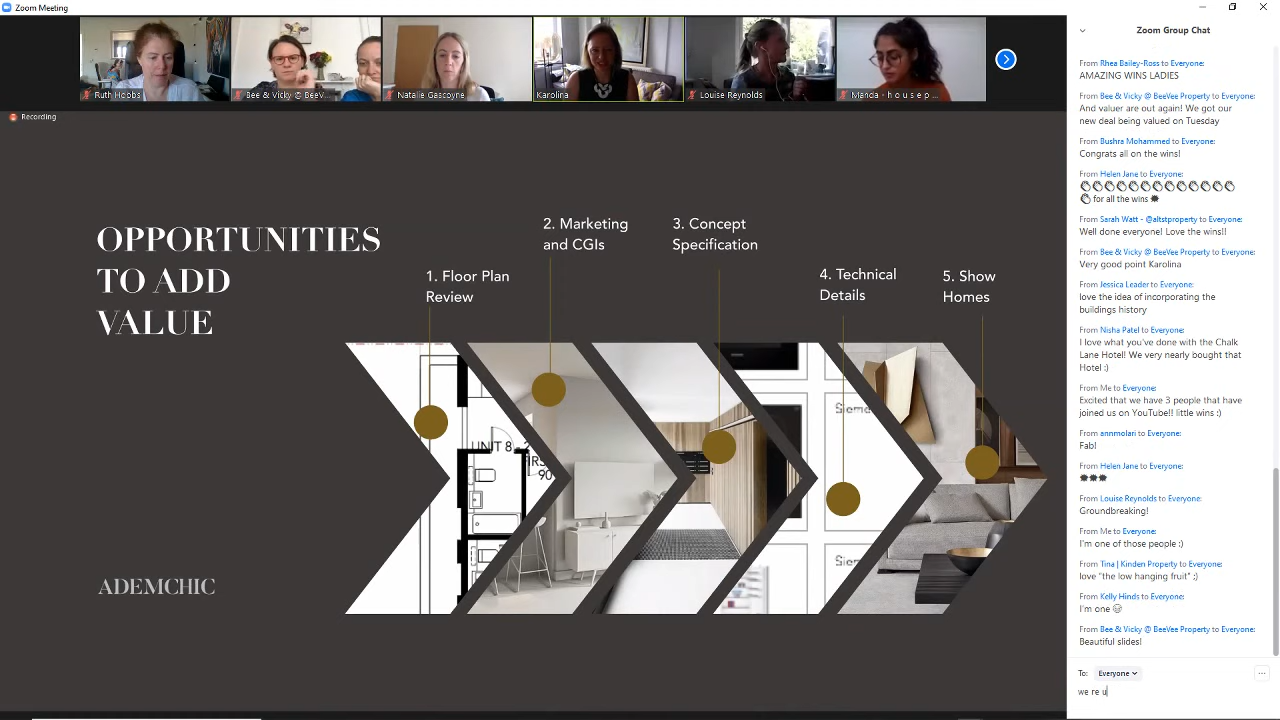 Zoom Meeting
Ruth Hobbs
Bee & Vicky @ BeeV...
Natalie Gascoyne
Karolina
Louise Reynolds
Manda - h o u s e p ...
Recording
OPPORTUNITIES
TO ADD
VALUE
1. Floor Plan
Review
2. Marketing
and CGIs
3. Concept
Specification
4. Technical
Details
5. Show
Homes
UNIT 8 - 2
90
Sieme
Sieme
ADEMCHIC
Zoom Group Chat
From Rhea Bailey-Ross to Everyone:
AMAZING WINS LADIES
From Bee & Vicky @ BeeVee Property to Everyone:
And valuer are out again! We got our
new deal being valued on Tuesday
From Bushra Mohammed to Everyone:
Congrats all on the wins!
From Helen Jane to Everyone:
for all the wins
From Sarah Watt - @altstproperty to Everyone:
Well done everyone! Love the wins!!
From Bee & Vicky @ BeeVee Property to Everyone:
Very good point Karolina
From Jessica Leader to Everyone:
love the idea of incorporating the
buildings history
From Nisha Patel to Everyone:
I love what you've done with the Chalk
Lane Hotel! We very nearly bought that
Hotel :)
From Me to Everyone:
Excited that we have 3 people that have
joined us on YouTube!! little wins :)
From annmolari to Everyone:
Fab!
From Helen Jane to Everyone:
From Louise Reynolds to Everyone:
Groundbreaking!
From Me to Everyone:
I'm one of those people ;)
From Tina | Kinden Property to Everyone:
love "the low hanging fruit" ;)
From Kelly Hinds to Everyone:
I'm one 😊
From Bee & Vicky @ BeeVee Property to Everyone:
Beautiful slides!
To: Everyone
we re u